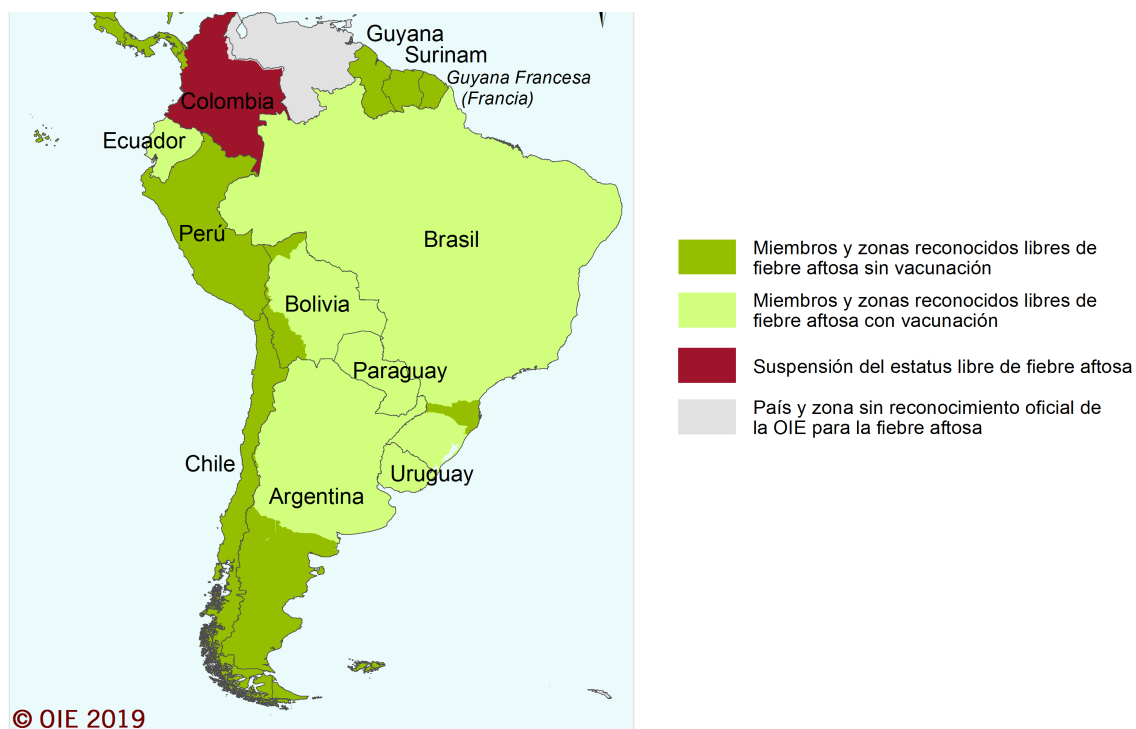 Guyana
Surinam
Guyana Francesa
(Francia)
Colombia
Ecuador
Perú
Brasil
Bolivia
Paraguay
Chile
Uruguay
Argentina
© OIE 2019
Miembros y zonas reconocidos libres de
fiebre aftosa sin vacunación
Miembros y zonas reconocidos libres de
fiebre aftosa con vacunación
Suspensión del estatus libre de fiebre aftosa
País y zona sin reconocimiento oficial de
la OIE para la fiebre aftosa